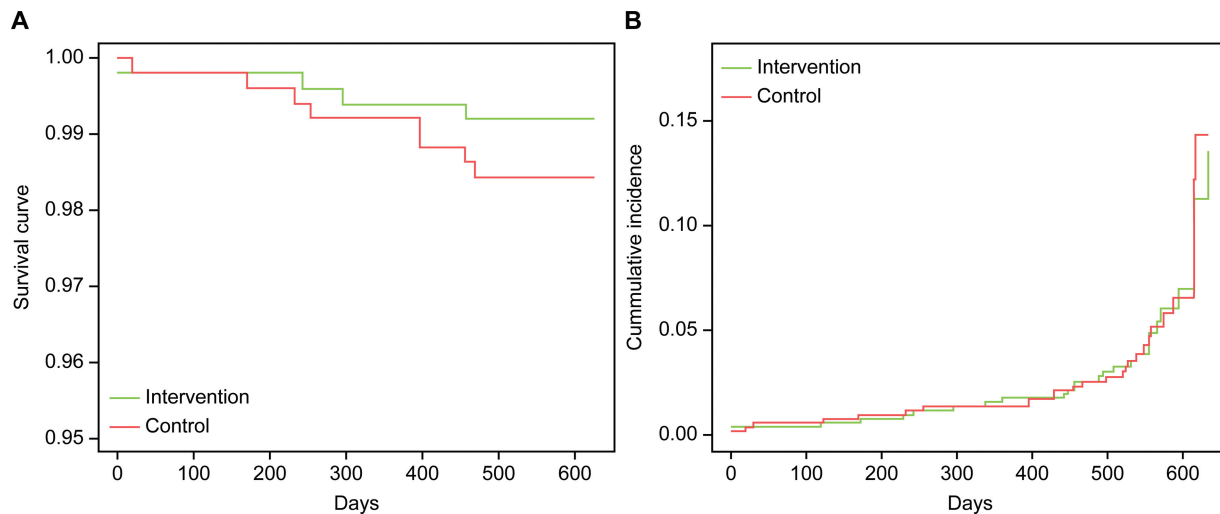 A
Survival curve
1.00
0.99
0.98
0.97
0.96
0.95
Intervention
Control
0 100 200 300 400 500 600
Days
B
Cummulative incidence
0.15
0.10
0.05
0.00
Intervention
Control
0 100 200 300 400 500 600
Days